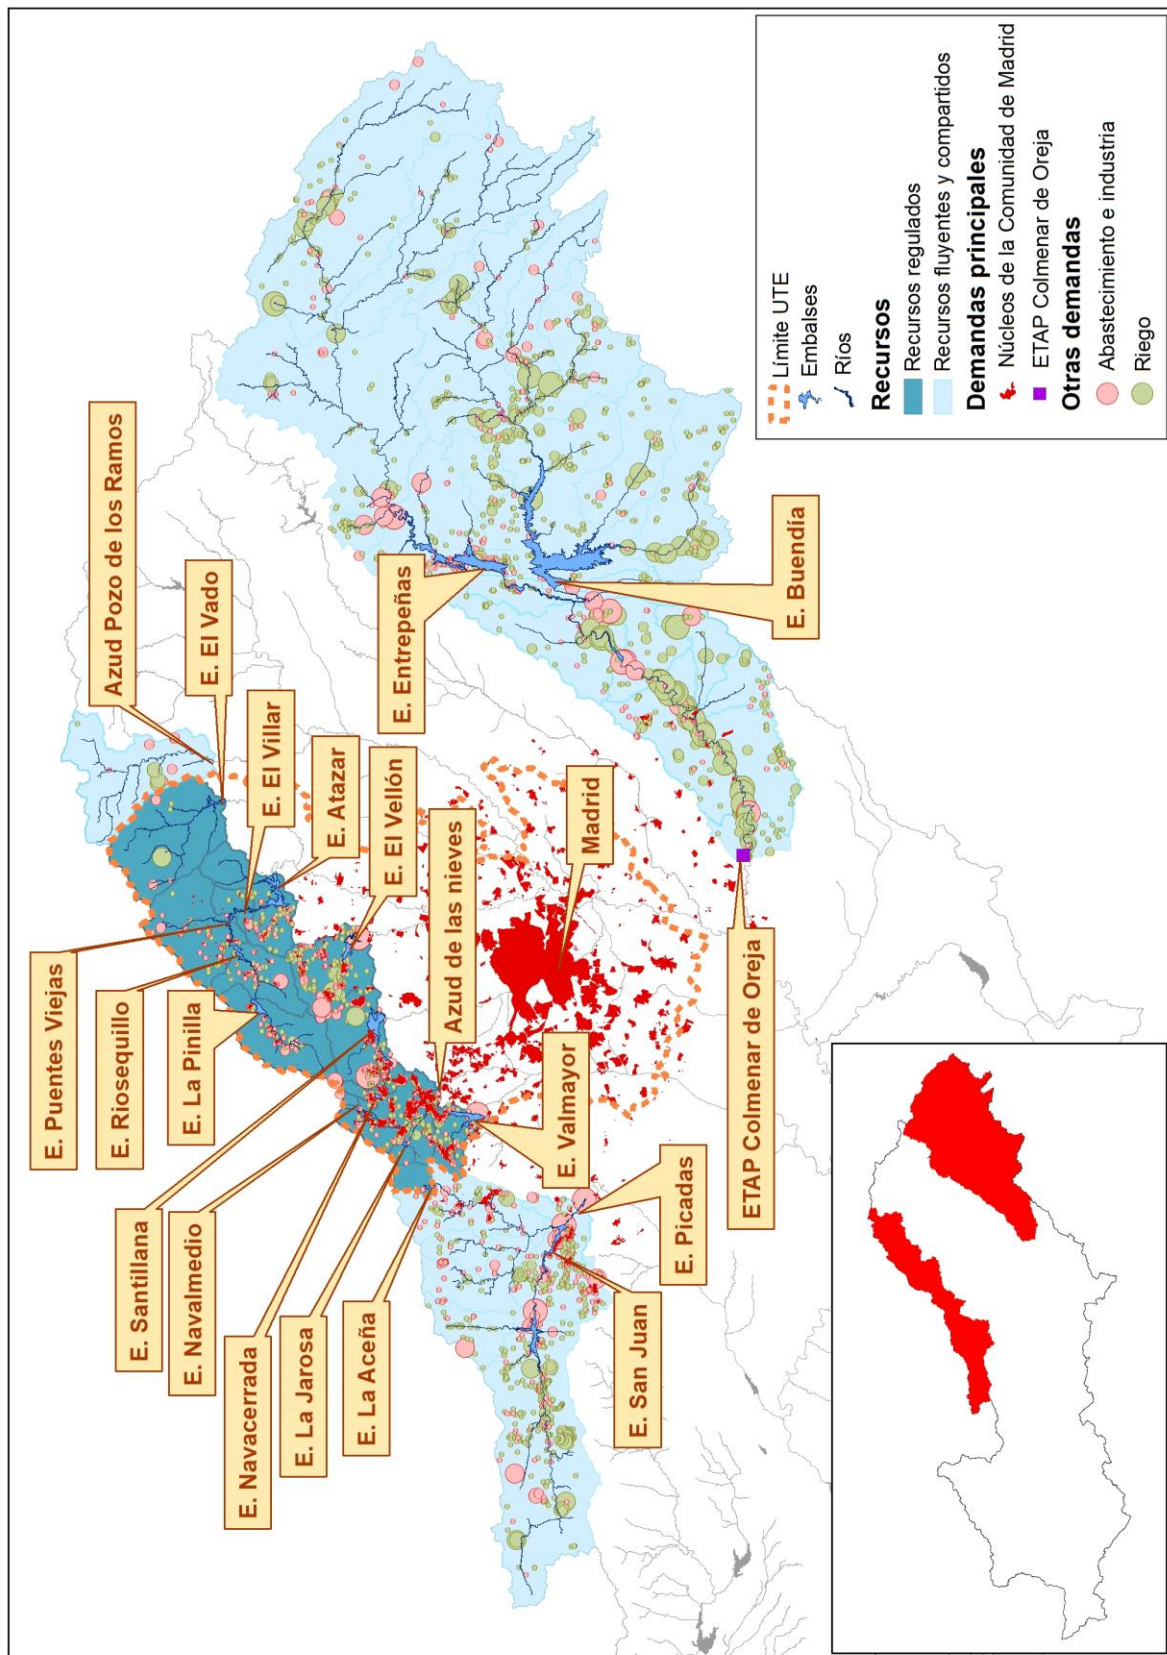 Azud Pozo de los Ramos
E. El Vado
E. El Villar
E. Atazar
E. El Vellón
Azud de las nieves
Madrid
E. Puentes Viejas
E. Riosequillo
E. La Pinilla
E. Santillana
E. Navalmedio
E. Navacerrada
E. La Jarosa
E. La Aceña
E. Valmayor
E. Picadas
E. San Juan
E. Entrepeñas
E. Buendía
ETAP Colmenar de Oreja
Límite UTE
Embalses
Ríos
Recursos
Recursos regulados
Recursos fluyentes y compartidos
Demandas principales
Núcleos de la Comunidad de Madrid
ETAP Colmenar de Oreja
Otras demandas
Abastecimiento e industria
Riego